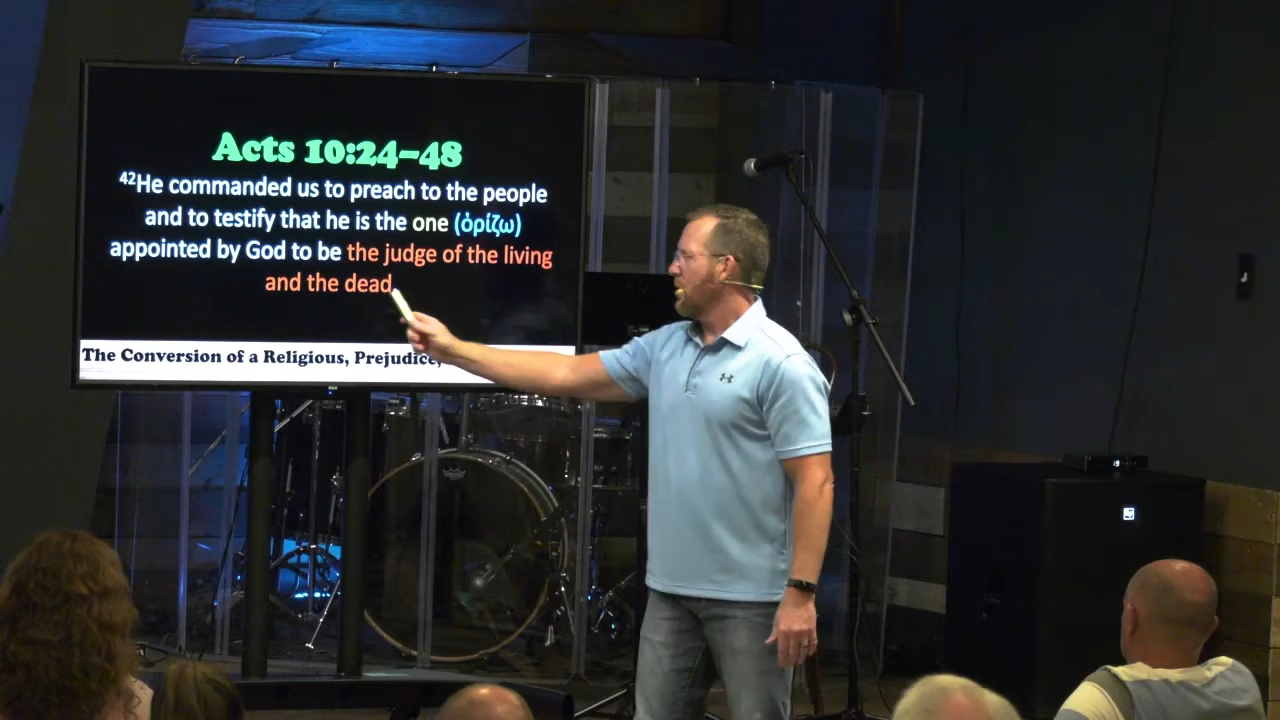 Acts 10:24–48
⁴²He commanded us to preach to the people
and to testify that he is the one (ὁρίζω)
appointed by God to be the judge of the living
and the dead
The Conversion of a Religious, Prejudice,